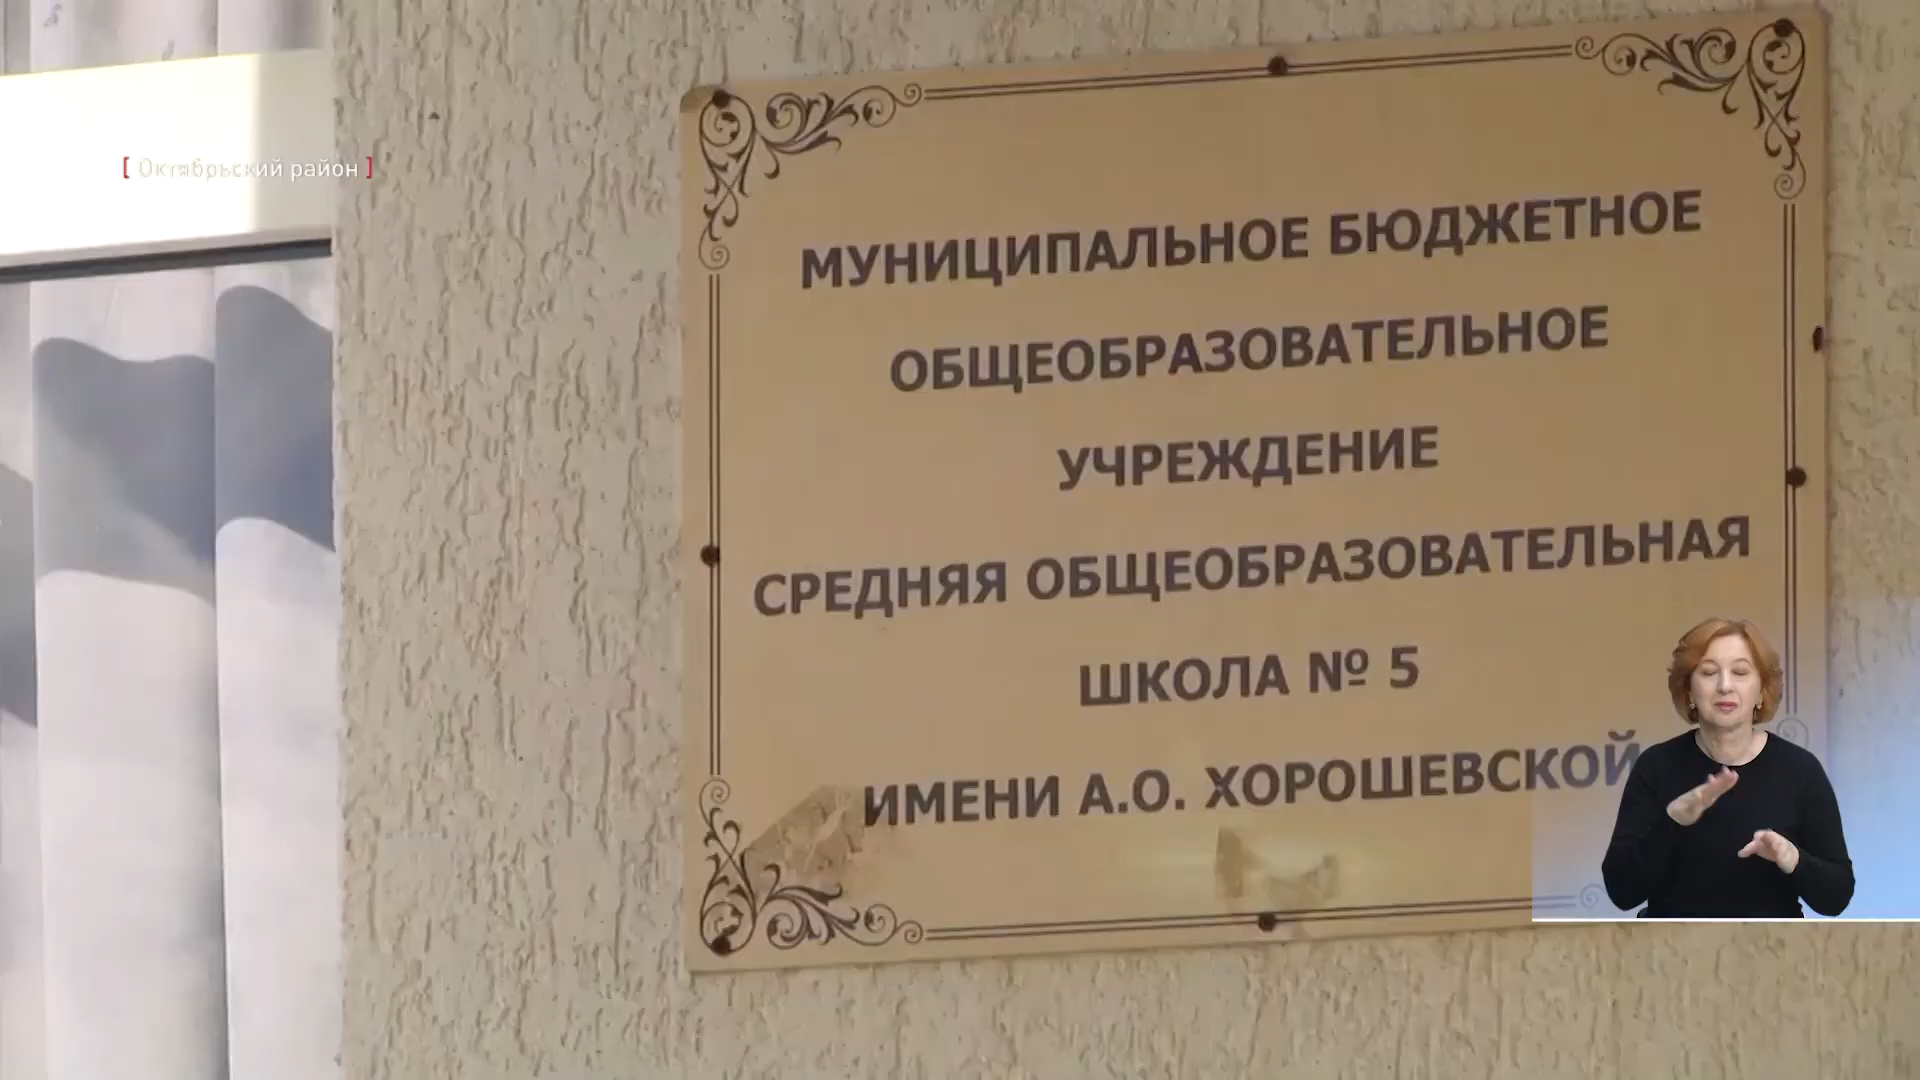 [ Октябрьский район ]
МУНИЦИПАЛЬНОЕ БЮДЖЕТНОЕ
ОБЩЕОБРАЗОВАТЕЛЬНОЕ
УЧРЕЖДЕНИЕ
СРЕДНЯЯ ОБЩЕОБРАЗОВАТЕЛЬНАЯ
ШКОЛА № 5
ИМЕНИ А.О. ХОРОШЕВСКОЙ